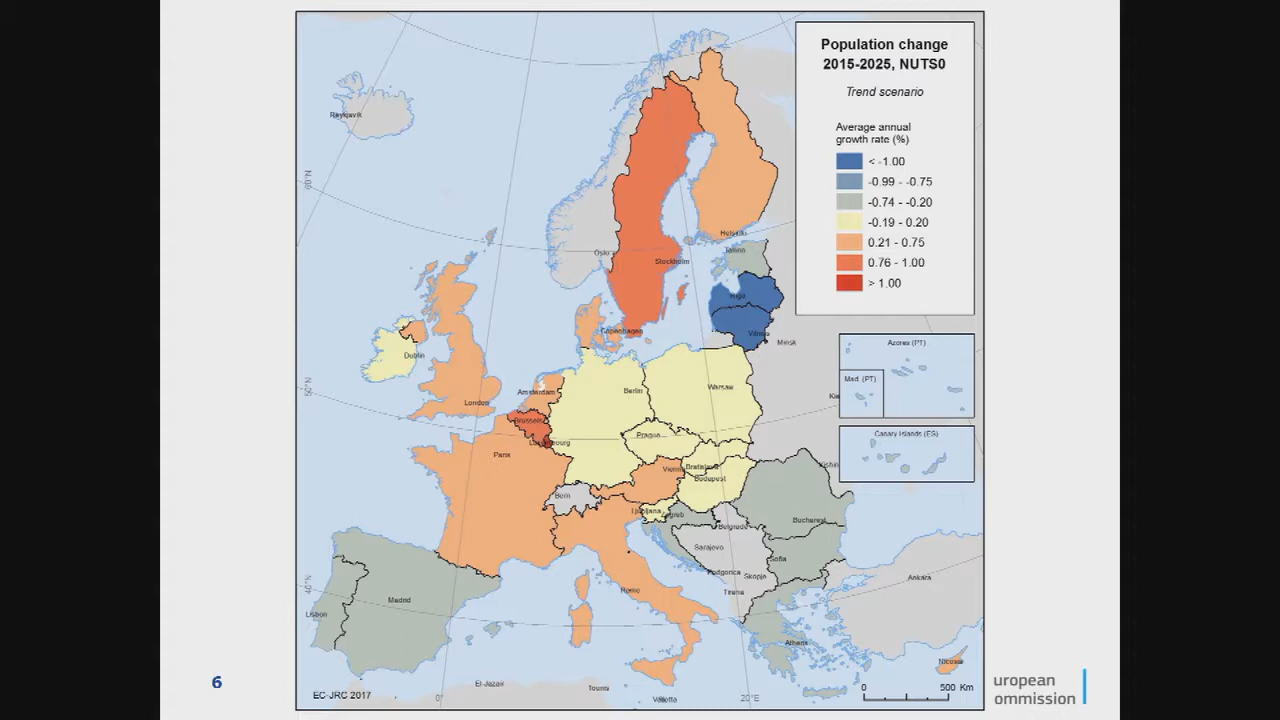 Population change
2015-2025, NUTS0
Trend scenario
Average annual
growth rate (%)
< -1.00
-0.99 - -0.75
-0.74 - -0.20
-0.19 - 0.20
0.21 - 0.75
0.76 - 1.00
> 1.00
Reykjavik
60°N
Helsinki
Oslo
Tallinn
Stockholm
Riga
Copenhagen
Vilnius
Minsk
Azores (PT)
Dublin
Mad. (PT)
50°N
Amsterdam
Berlin
Warsaw
London
Brussels
Prague
Canary Islands (ES)
Luxembourg
Paris
Vienna
Bratislava
Budapest
Bern
Ljubljana
Zagreb
Bucharest
Belgrade
Sarajevo
Sofia
Podgorica
Skopje
Ankara
40°N
Tirana
Rome
Madrid
Lisbon
Athens
Nicosia
6
El-Jazair
Tounis
EC-JRC 2017
0°
Valletta
20°E
0
500 Km
uropean
ommission